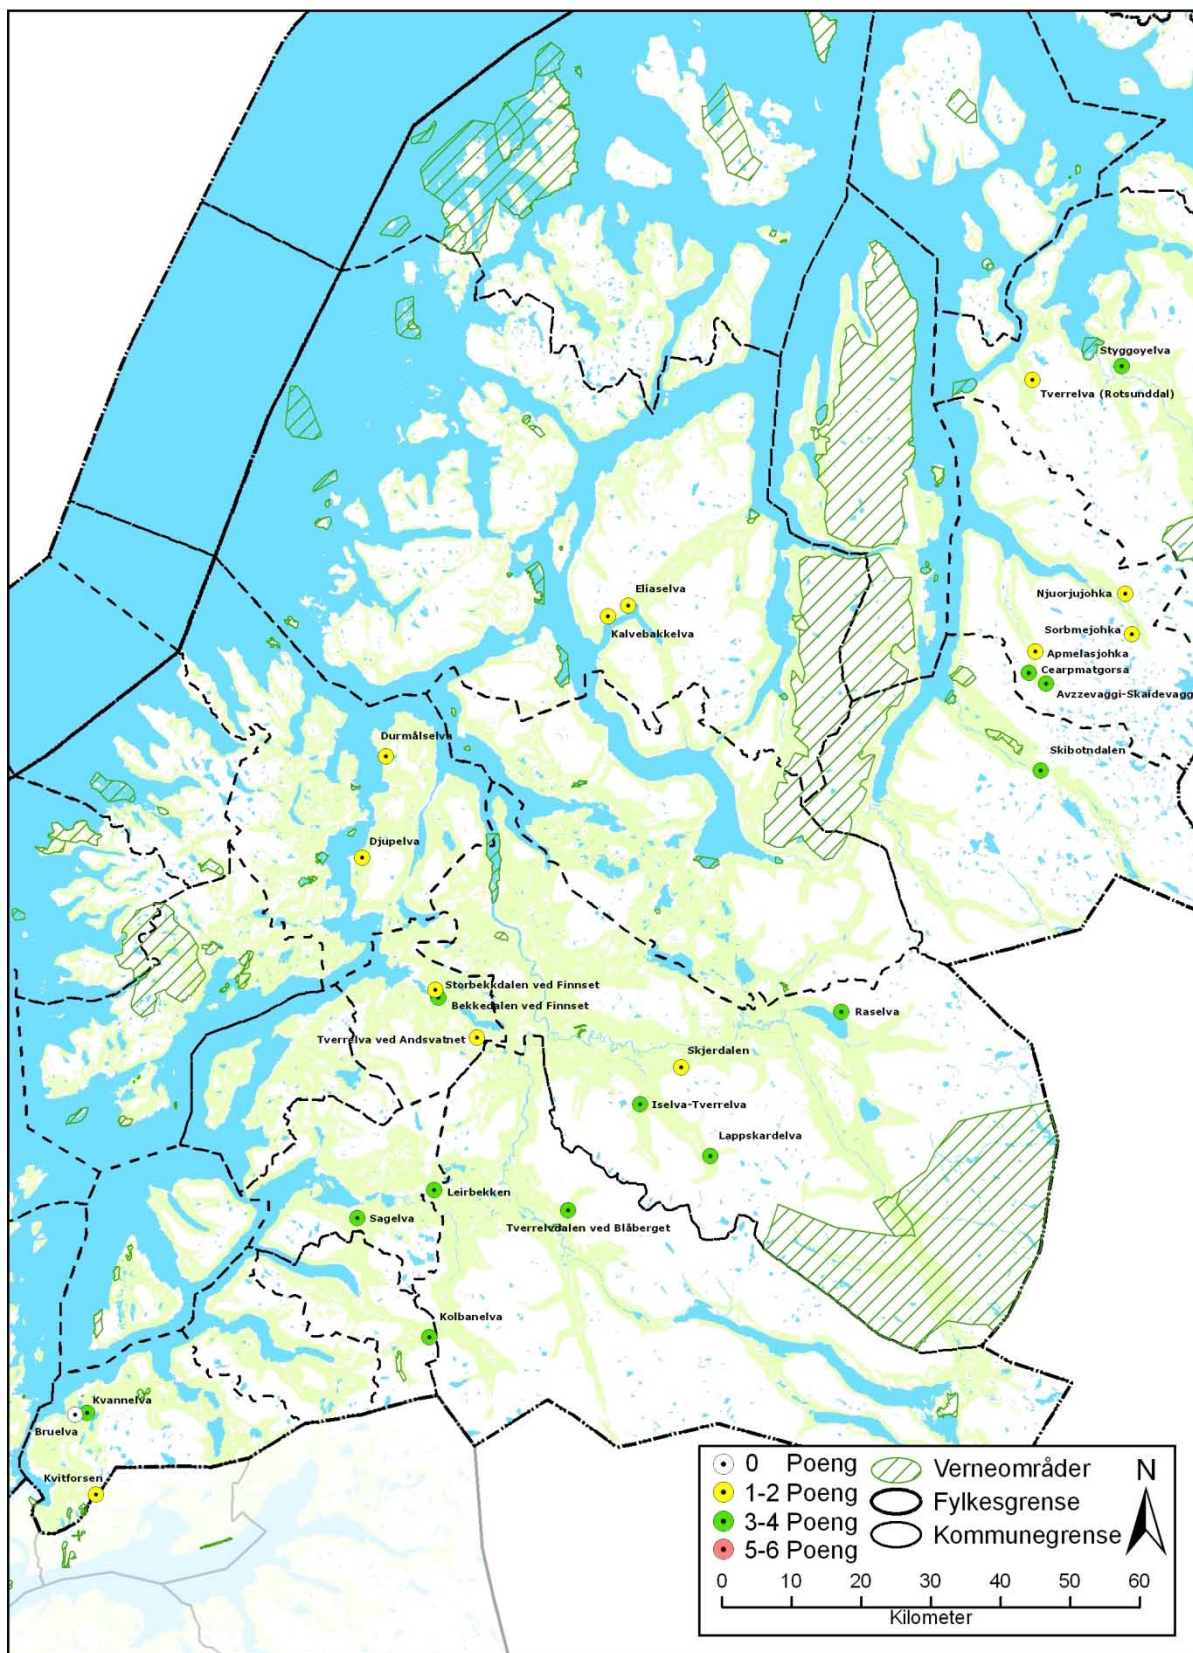 Styggoyelva
Tverrelva (Rotsunddal)
Njuorjujohka
Eliaselva
Kalvebakkelva
Sorbmejohka
Apmelasjohka
Cearpmatgorsa
Avzzevaggi-Skaidevaggi
Durmålselva
Skibotndalen
Djupelva
Storbekkdalen ved Finnset
Bekkedalen ved Finnset
Raselva
Tverrelva ved Andsvatnet
Skjerdalen
Iselva-Tverrelva
Lappskardelva
Leirbekken
Sagelva
Tverrelvdalen ved Blåberget
Kolbanelva
Kvannelva
Bruelva
Kvitforsen
0 Poeng
1-2 Poeng
3-4 Poeng
5-6 Poeng
Verneområder
Fylkesgrense
Kommunegrense
N
0 10 20 30 40 50 60
Kilometer